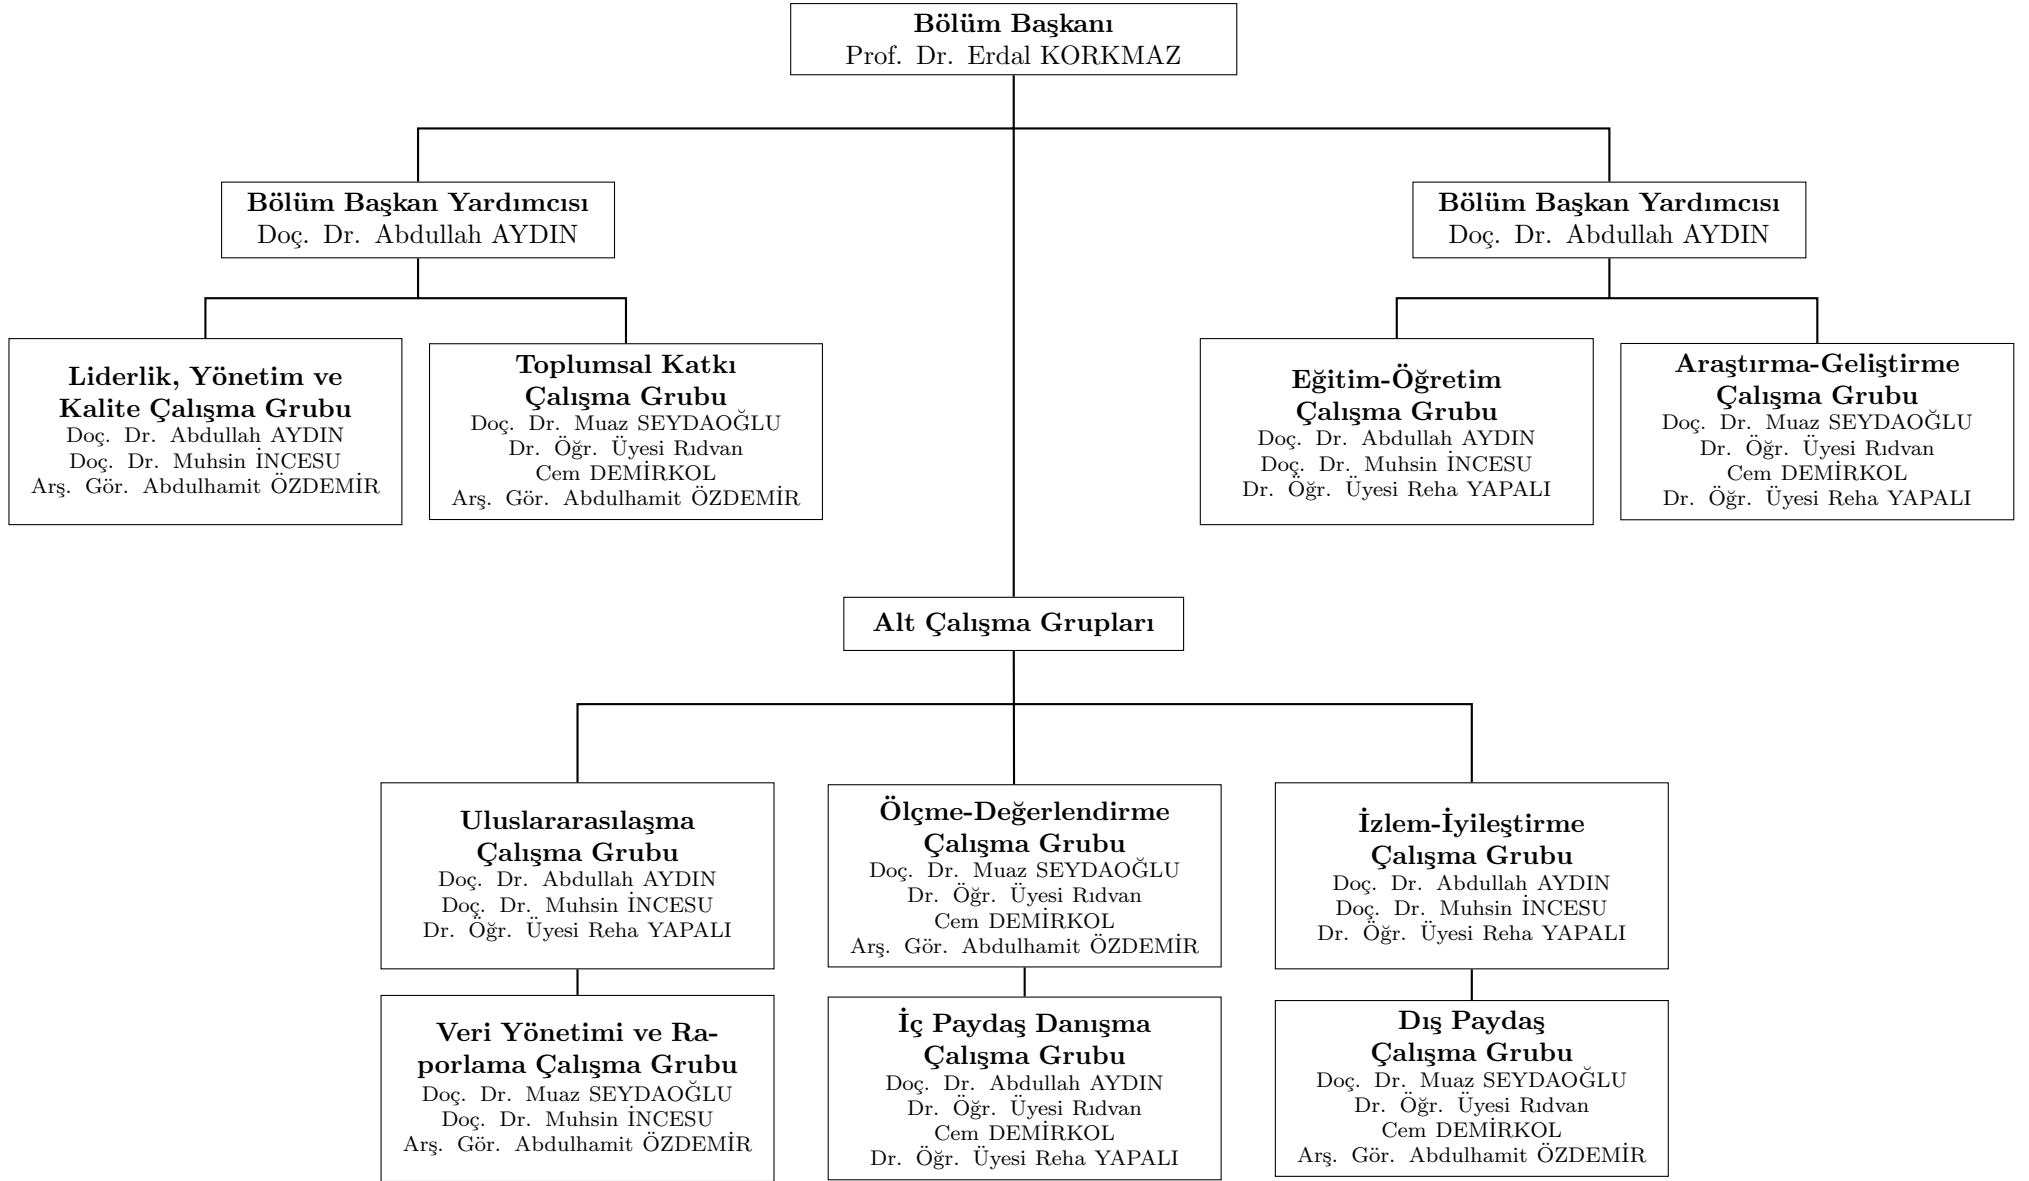 Bölüm Başkanı
Prof. Dr. Erdal KORKMAZ
Bölüm Başkan Yardımcısı
Doç. Dr. Abdullah AYDIN
Bölüm Başkan Yardımcısı
Doç. Dr. Abdullah AYDIN
Liderlik, Yönetim ve
Kalite Çalışma Grubu
Doç. Dr. Abdullah AYDIN
Doç. Dr. Muhsin İNCESU
Arş. Gör. Abdulhamit ÖZDEMİR
Toplumsal Katkı
Çalışma Grubu
Doç. Dr. Muaz SEYDAOĞLU
Dr. Öğr. Üyesi Rıdvan
Cem DEMİRKOL
Arş. Gör. Abdulhamit ÖZDEMİR
Eğitim-Öğretim
Çalışma Grubu
Doç. Dr. Abdullah AYDIN
Doç. Dr. Muhsin İNCESU
Dr. Öğr. Üyesi Reha YAPALI
Araştırma-Geliştirme
Çalışma Grubu
Doç. Dr. Muaz SEYDAOĞLU
Dr. Öğr. Üyesi Rıdvan
Cem DEMİRKOL
Dr. Öğr. Üyesi Reha YAPALI
Alt Çalışma Grupları
Uluslararasılaşma
Çalışma Grubu
Doç. Dr. Abdullah AYDIN
Doç. Dr. Muhsin İNCESU
Dr. Öğr. Üyesi Reha YAPALI
Ölçme-Değerlendirme
Çalışma Grubu
Doç. Dr. Muaz SEYDAOĞLU
Dr. Öğr. Üyesi Rıdvan
Cem DEMİRKOL
Arş. Gör. Abdulhamit ÖZDEMİR
İzlem-İyileştirme
Çalışma Grubu
Doç. Dr. Abdullah AYDIN
Doç. Dr. Muhsin İNCESU
Dr. Öğr. Üyesi Reha YAPALI
Veri Yönetimi ve Ra-
porlama Çalışma Grubu
Doç. Dr. Muaz SEYDAOĞLU
Doç. Dr. Muhsin İNCESU
Arş. Gör. Abdulhamit ÖZDEMİR
İç Paydaş Danışma
Çalışma Grubu
Doç. Dr. Abdullah AYDIN
Dr. Öğr. Üyesi Rıdvan
Cem DEMİRKOL
Dr. Öğr. Üyesi Reha YAPALI
Dış Paydaş
Çalışma Grubu
Doç. Dr. Muaz SEYDAOĞLU
Dr. Öğr. Üyesi Rıdvan
Cem DEMİRKOL
Arş. Gör. Abdulhamit ÖZDEMİR